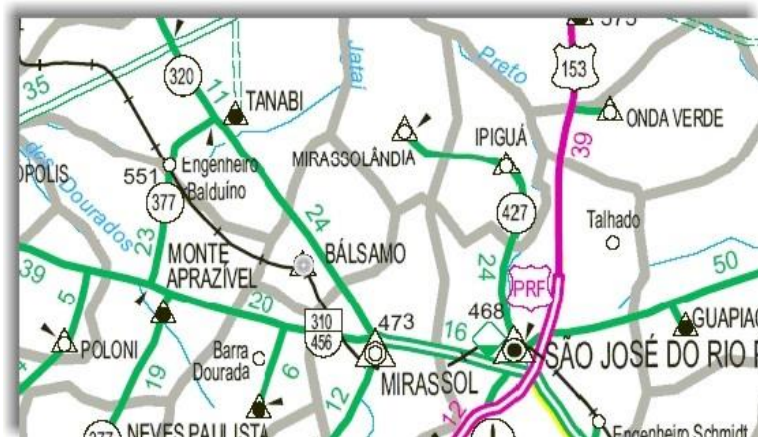 373
153
320
35
11
TANABI
Jataí
Preto
ONDA VERDE
MIRASSOLÂNDIA
IPIGUÁ
39
551
Engenheiro
Balduíno
377
dos Dourados
23
24
427
Talhado
MONTE
APRAZÍVEL
BÁLSAMO
39
5
20
24
PRF
50
310
456
473
468
16
GUAPIAÇ
POLONI
Barra
Dourada
6
MIRASSOL
SÃO JOSÉ DO RIO P
19
12
12
377
NEVES PAULISTA
Engenheiro Schmidt